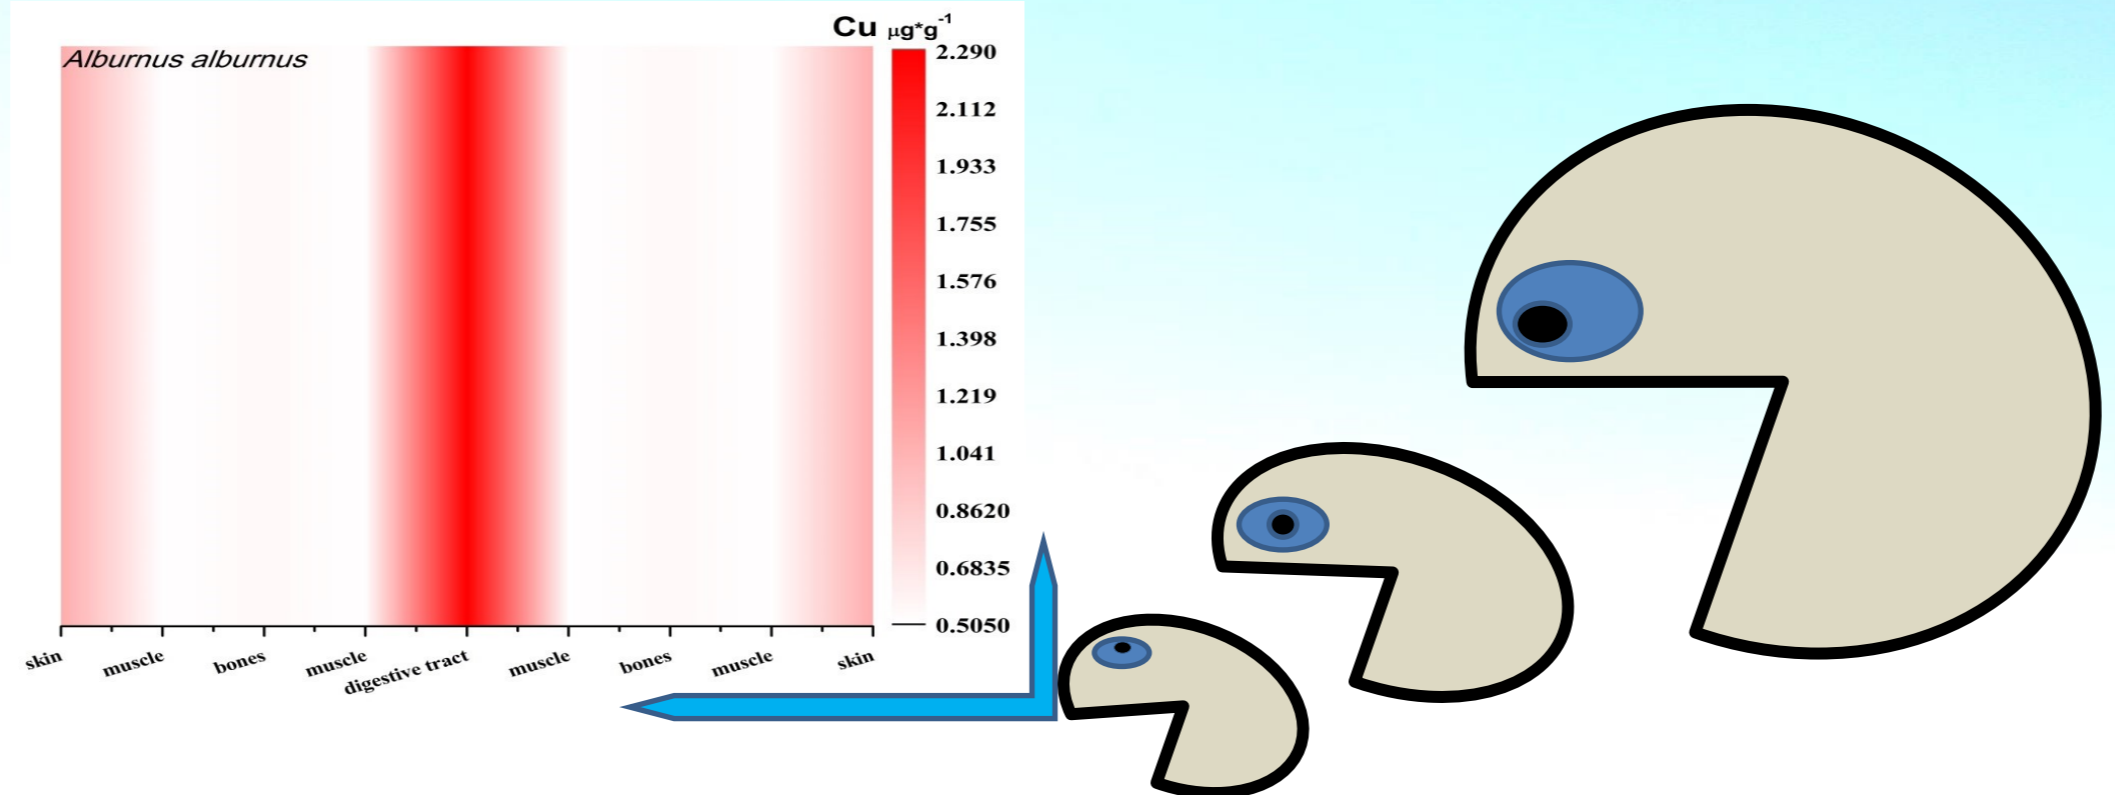 Cu μg*g-1
Alburnus alburnus
2.290
2.112
1.933
1.755
1.576
1.398
1.219
1.041
0.8620
0.6835
0.5050
skin
muscle
bones
muscle
digestive tract
muscle
bones
muscle
skin